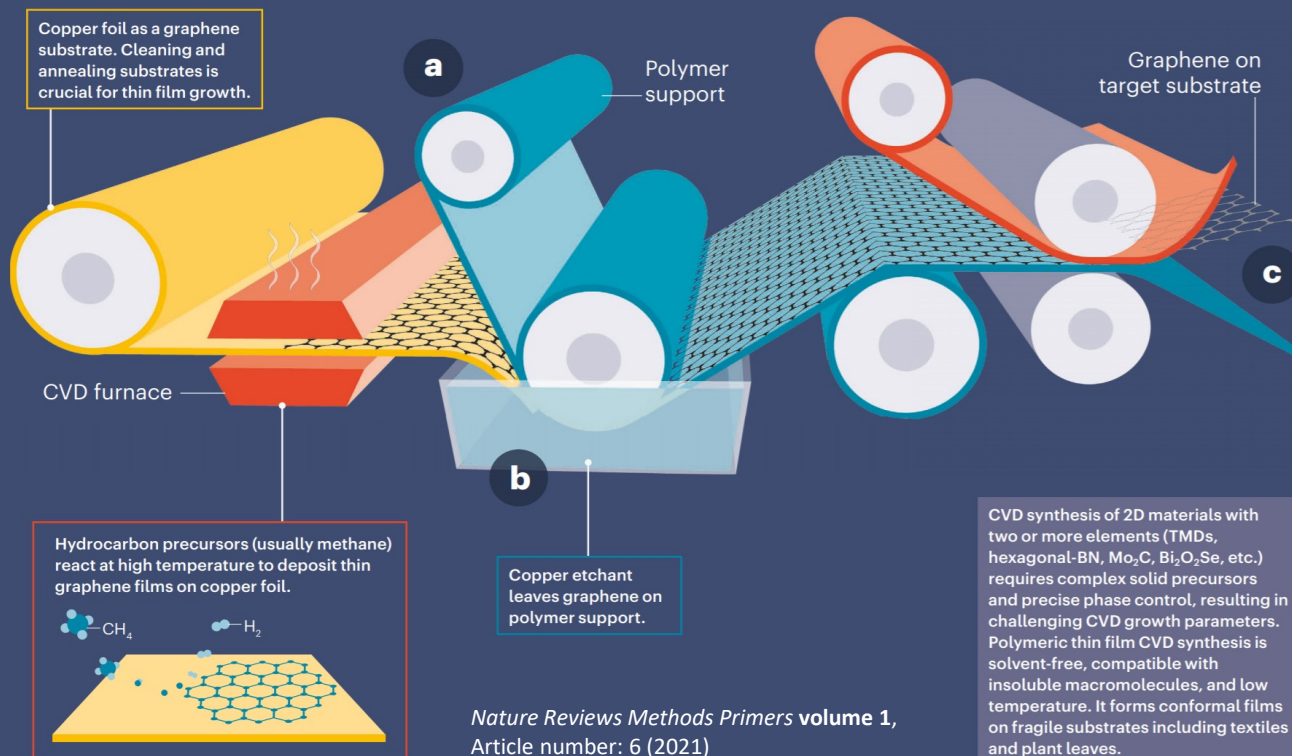 Copper foil as a graphene
substrate. Cleaning and
annealing substrates is
crucial for thin film growth.
a
Polymer
support
Graphene on
target substrate
c
CVD furnace
b
Hydrocarbon precursors (usually methane)
react at high temperature to deposit thin
graphene films on copper foil.
CH₄
H₂
Copper etchant
leaves graphene on
polymer support.
CVD synthesis of 2D materials with
two or more elements (TMDs,
hexagonal-BN, Mo₂C, Bi₂O₂Se, etc.)
requires complex solid precursors
and precise phase control, resulting in
challenging CVD growth parameters.
Polymeric thin film CVD synthesis is
solvent-free, compatible with
insoluble macromolecules, and low
temperature. It forms conformal films
on fragile substrates including textiles
and plant leaves.
Nature Reviews Methods Primers volume 1,
Article number: 6 (2021)